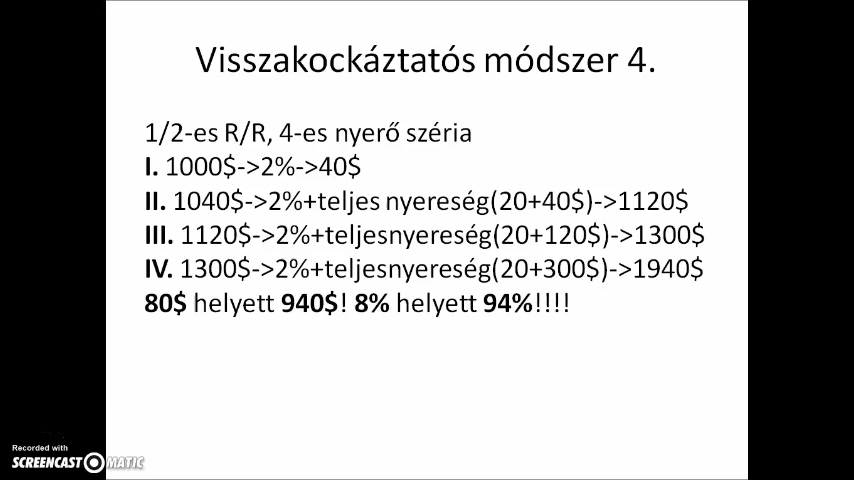 Visszakockáztatós módszer 4.
1/2-es R/R, 4-es nyerő széria
I. 1000$->2%->40$
II. 1040$->2%+teljes nyereség(20+40$)->1120$
III. 1120$->2%+teljesnyereség(20+120$)->1300$
IV. 1300$->2%+teljesnyereség(20+300$)->1940$
80$ helyett 940$! 8% helyett 94%!!!!
Recorded with
SCREENCAST MATIC